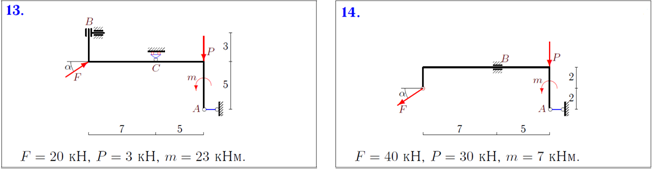 13.
B
3
P
α
C
F
m
5
A
7
5
F = 20 кН, P = 3 кН, m = 23 кНм.
14.
B
P
m
2
α
2
F
A
7
5
F = 40 кН, P = 30 кН, m = 7 кНм.